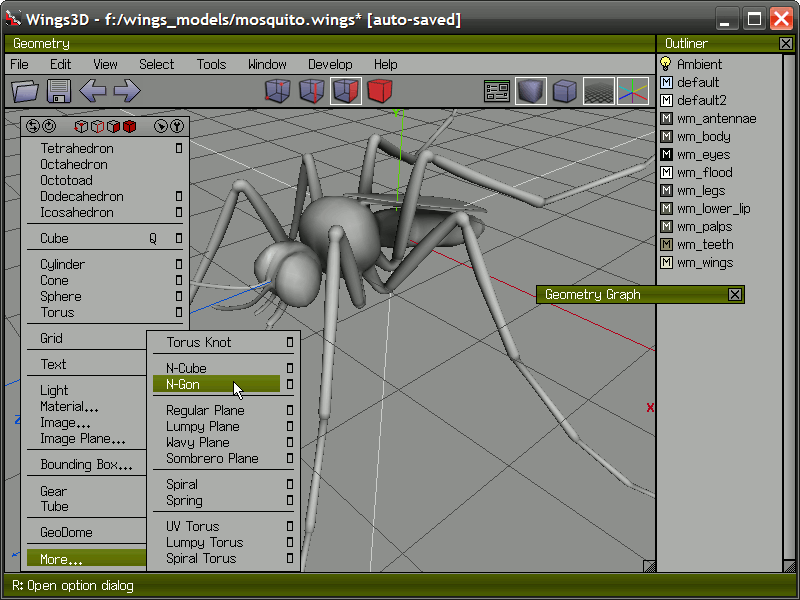 Wings3D - f:/wings_models/mosquito.wings* [auto-saved]
Geometry
File Edit View Select Tools Window Develop Help
Tetrahedron
Octahedron
Octotoad
Dodecahedron
Icosahedron
Cube Q
Cylinder
Cone
Sphere
Torus
Grid
Text
Light
Material...
Image...
Image Plane...
Bounding Box...
Gear
Tube
GeoDome
More...
Torus Knot
N-Cube
N-Gon
Regular Plane
Lumpy Plane
Wavy Plane
Sombrero Plane
Spiral
Spring
UV Torus
Lumpy Torus
Spiral Torus
Y
X
Z
Geometry Graph
Outliner
Ambient
M default
M default2
M wm_antennae
M wm_body
M wm_eyes
M wm_flood
M wm_legs
M wm_lower_lip
M wm_palps
M wm_teeth
M wm_wings
R: Open option dialog